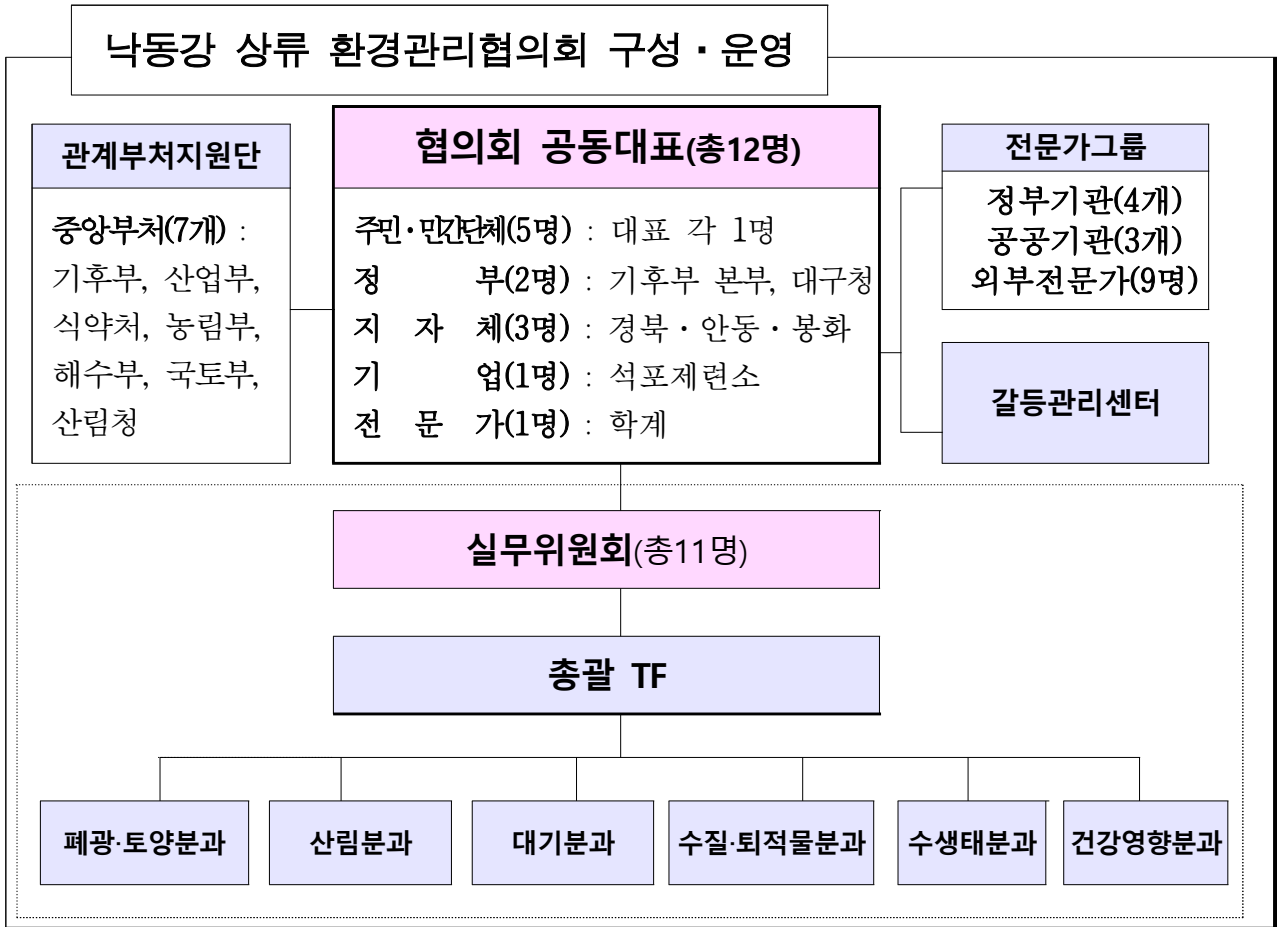 낙동강 상류 환경관리협의회 구성·운영
관계부처지원단
중앙부처(7개) :
기후부, 산업부,
식약처, 농림부,
해수부, 국토부,
산림청
협의회 공동대표(총12명)
주민·민간단체(5명) : 대표 각 1명
정 부(2명) : 기후부 본부, 대구청
지 자 체(3명) : 경북·안동·봉화
기 업(1명) : 석포제련소
전 문 가(1명) : 학계
전문가그룹
정부기관(4개)
공공기관(3개)
외부전문가(9명)
갈등관리센터
실무위원회(총11명)
총괄 TF
폐광·토양분과
산림분과
대기분과
수질·퇴적물분과
수생태분과
건강영향분과